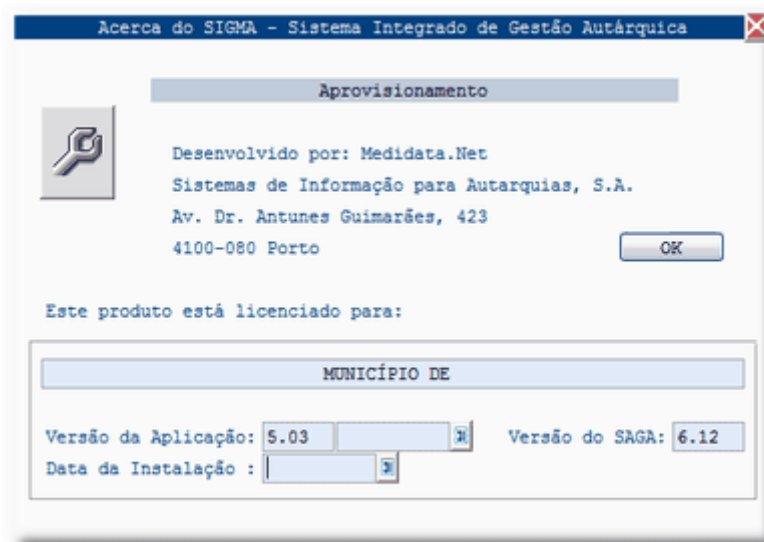 Acerca do SIGMA - Sistema Integrado de Gestão Autárquica
Aprovisionamento
Desenvolvido por: Medidata.Net
Sistemas de Informação para Autarquias, S.A.
Av. Dr. Antunes Guimarães, 423
4100-080 Porto
OK
Este produto está licenciado para:
MUNICÍPIO DE
Versão da Aplicação: 5.03 Versão do SAGA: 6.12
Data da Instalação :